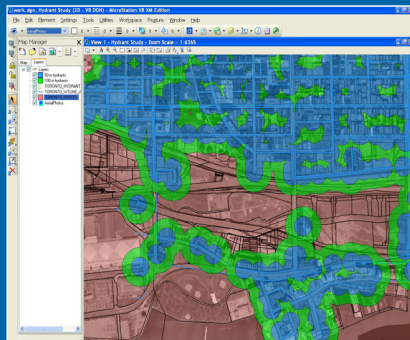 work.dgn, Hydrant Study (2D - V8 DGN) - MicroStation V8 XM Edition
File Edit Element Settings Tools Utilities Workspace Feature Window Help
AerialPhoto
Map Manager
View 1 - Hydrant Study - Zoom Scale - 1:6365
Map Layers
50 m hydrants
100 m hydrants
TORONTO_HYDRANT
AerialPhoto